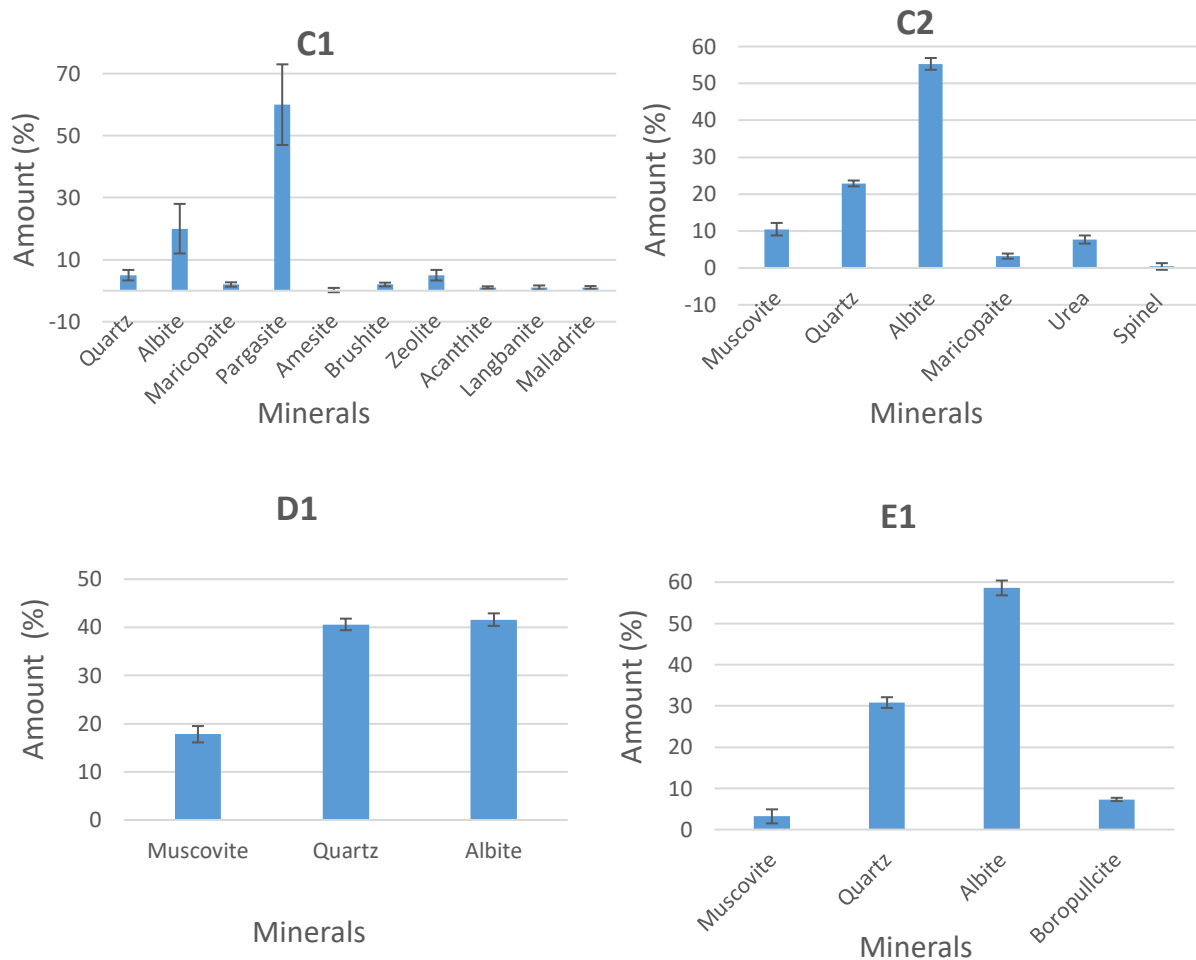 C1
Amount (%)
70
50
30
10
-10
Quartz
Albite
Maricopaite
Pargasite
Amesite
Brushite
Zeolite
Acanthite
Langbanite
Malladrite
Minerals
C2
Amount (%)
60
50
40
30
20
10
0
-10
Muscovite
Quartz
Albite
Maricopaite
Urea
Spinel
Minerals
D1
Amount (%)
50
40
30
20
10
0
Muscovite
Quartz
Albite
Minerals
E1
Amount (%)
60
50
40
30
20
10
0
Muscovite
Quartz
Albite
Boropullcite
Minerals